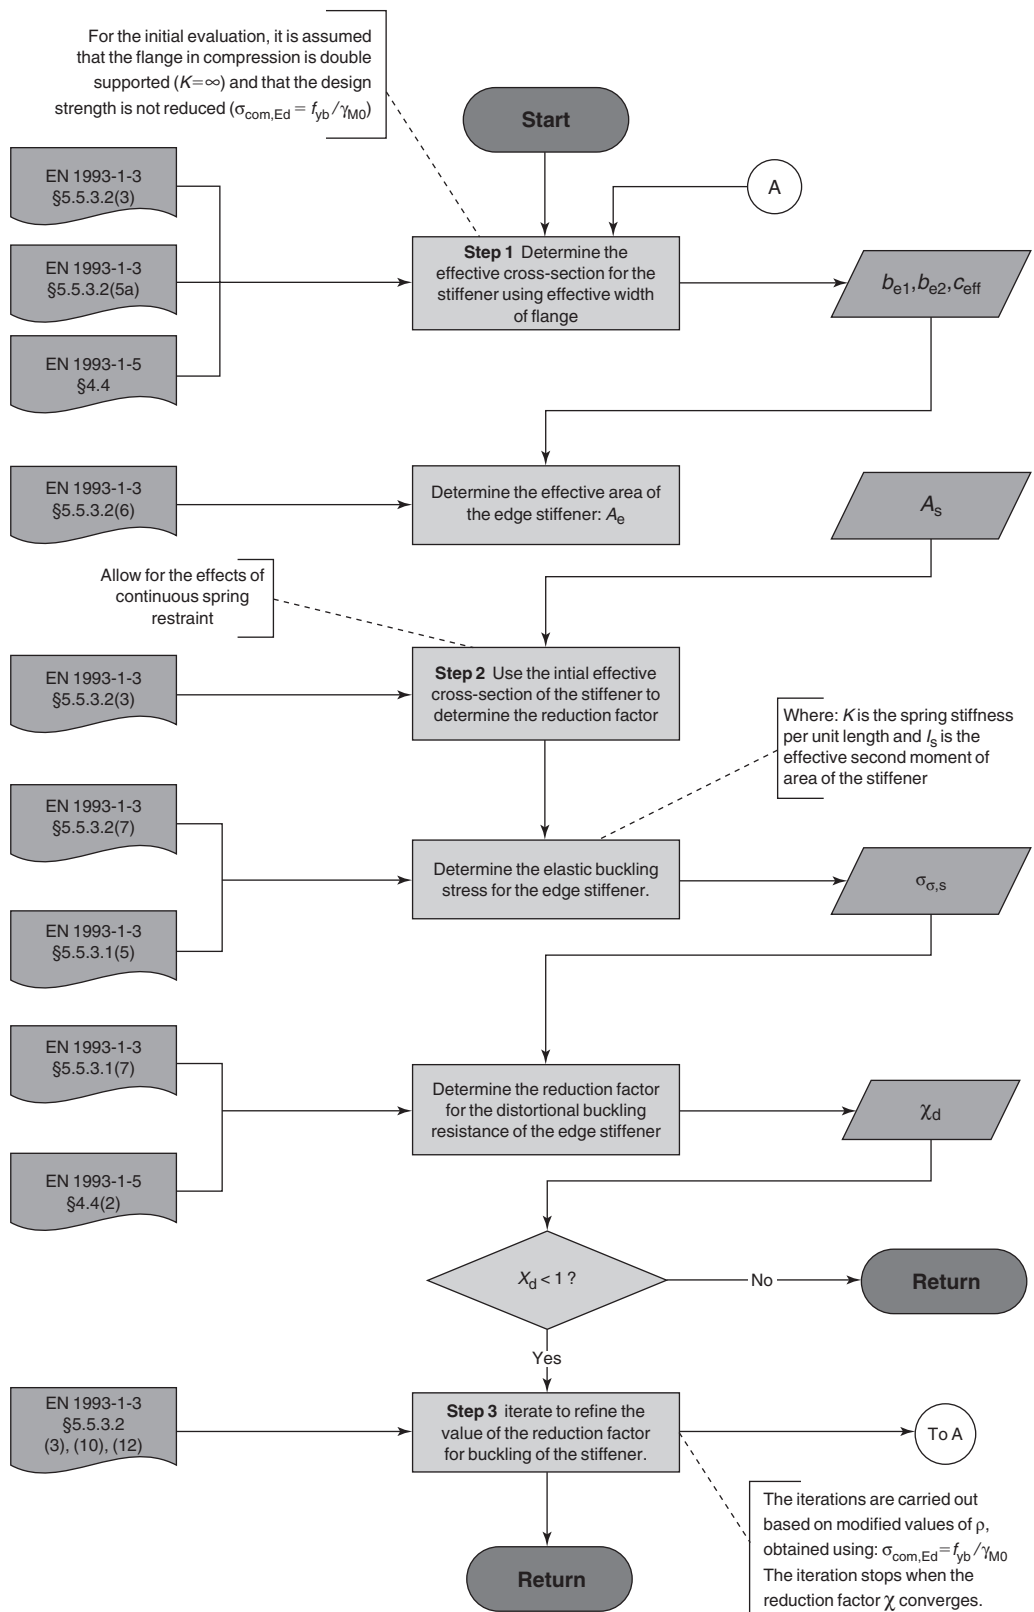 For the initial evaluation, it is assumed
that the flange in compression is double
supported (K=∞) and that the design
strength is not reduced (σcom,Ed = fyb/γM0)
Start
A
EN 1993-1-3
§5.5.3.2(3)
EN 1993-1-3
§5.5.3.2(5a)
EN 1993-1-5
§4.4
Step 1 Determine the
effective cross-section for the
stiffener using effective width
of flange
be1,be2,ceff
EN 1993-1-3
§5.5.3.2(6)
Determine the effective area of
the edge stiffener: Ae
As
Allow for the effects of
continuous spring
restraint
EN 1993-1-3
§5.5.3.2(3)
Step 2 Use the intial effective
cross-section of the stiffener to
determine the reduction factor
Where: K is the spring stiffness
per unit length and Is is the
effective second moment of
area of the stiffener
EN 1993-1-3
§5.5.3.2(7)
EN 1993-1-3
§5.5.3.1(5)
Determine the elastic buckling
stress for the edge stiffener.
σσ,s
EN 1993-1-3
§5.5.3.1(7)
EN 1993-1-5
§4.4(2)
Determine the reduction factor
for the distortional buckling
resistance of the edge stiffener
χd
Xd < 1 ?
No
Return
Yes
EN 1993-1-3
§5.5.3.2
(3), (10), (12)
Step 3 iterate to refine the
value of the reduction factor
for buckling of the stiffener.
To A
The iterations are carried out
based on modified values of ρ,
obtained using: σcom,Ed=fyb/γM0
The iteration stops when the
reduction factor χ converges.
Return